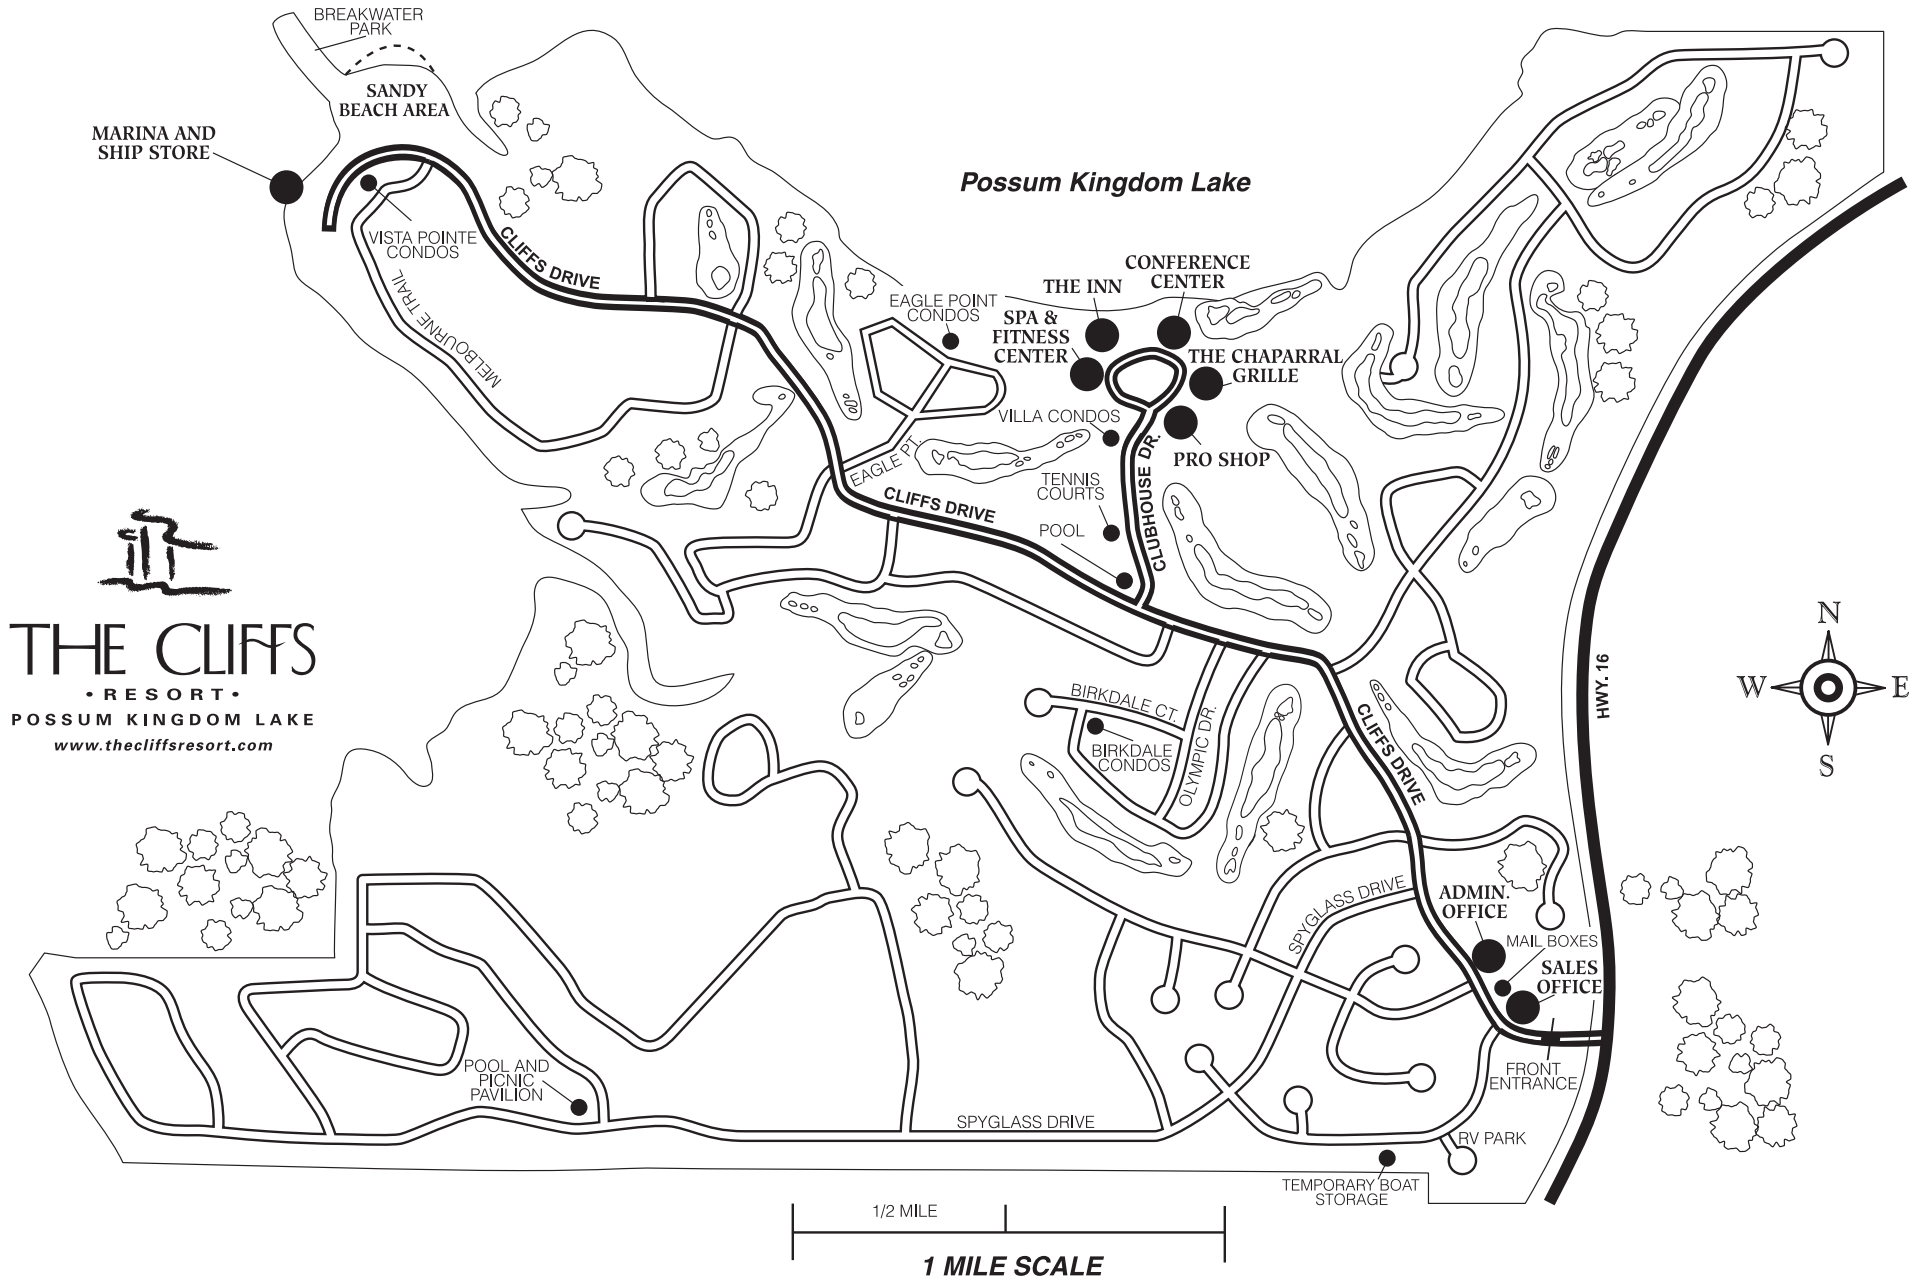 BREAKWATER
PARK
SANDY
BEACH AREA
MARINA AND
SHIP STORE
Possum Kingdom Lake
VISTA POINTE
CONDOS
CLIFFS DRIVE
MELBOURNE TRAIL
EAGLE POINT
CONDOS
THE INN
CONFERENCE
CENTER
SPA &
FITNESS
CENTER
THE CHAPARRAL
GRILLE
VILLA CONDOS
PRO SHOP
CLUBHOUSE DR.
EAGLE PT.
TENNIS
COURTS
CLIFFS DRIVE
POOL
THE CLIFFS
• RESORT •
POSSUM KINGDOM LAKE
www.thecliffsresort.com
HWY. 16
N
W
E
S
BIRKDALE CT.
BIRKDALE
CONDOS
OLYMPIC DR.
CLIFFS DRIVE
SPYGLASS DRIVE
ADMIN.
OFFICE
MAIL BOXES
SALES
OFFICE
FRONT
ENTRANCE
POOL AND
PICNIC
PAVILION
SPYGLASS DRIVE
RV PARK
TEMPORARY BOAT
STORAGE
1/2 MILE
1 MILE SCALE